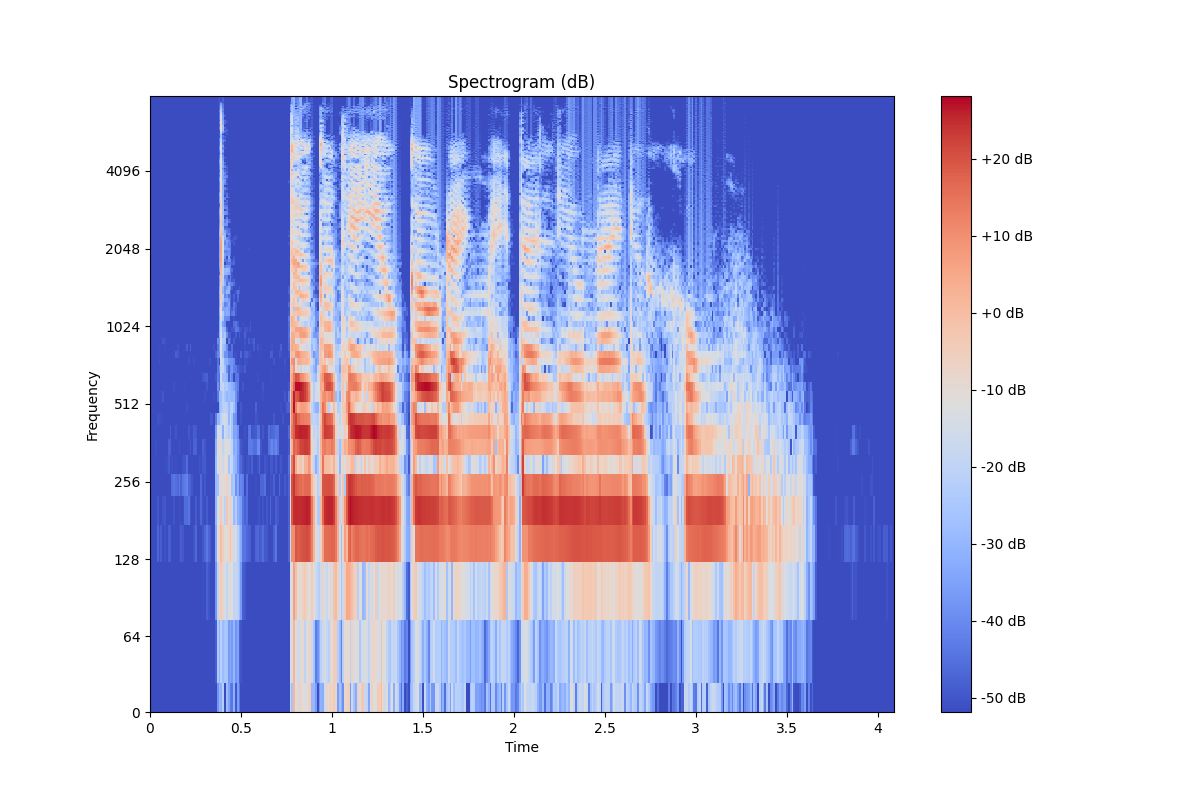 Spectrogram (dB)
Frequency
4096
2048
1024
512
256
128
64
0
0 0.5 1 1.5 2 2.5 3 3.5 4
Time
+20 dB
+10 dB
+0 dB
-10 dB
-20 dB
-30 dB
-40 dB
-50 dB